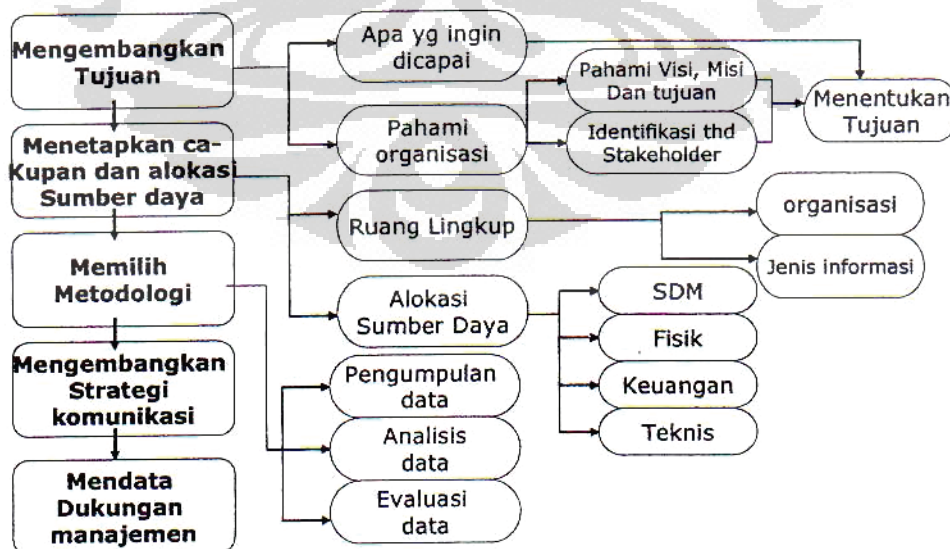 Mengembangkan
Tujuan
Menetapkan ca-
Kupan dan alokasi
Sumber daya
Memilih
Metodologi
Mengembangkan
Strategi
komunikasi
Mendata
Dukungan
manajemen
Apa yg ingin
dicapai
Pahami
organisasi
Ruang Lingkup
Alokasi
Sumber Daya
Pengumpulan
data
Analisis
data
Evaluasi
data
Pahami Visi, Misi
Dan tujuan
Identifikasi thd
Stakeholder
SDM
Fisik
Keuangan
Teknis
Menentukan
Tujuan
organisasi
Jenis informasi